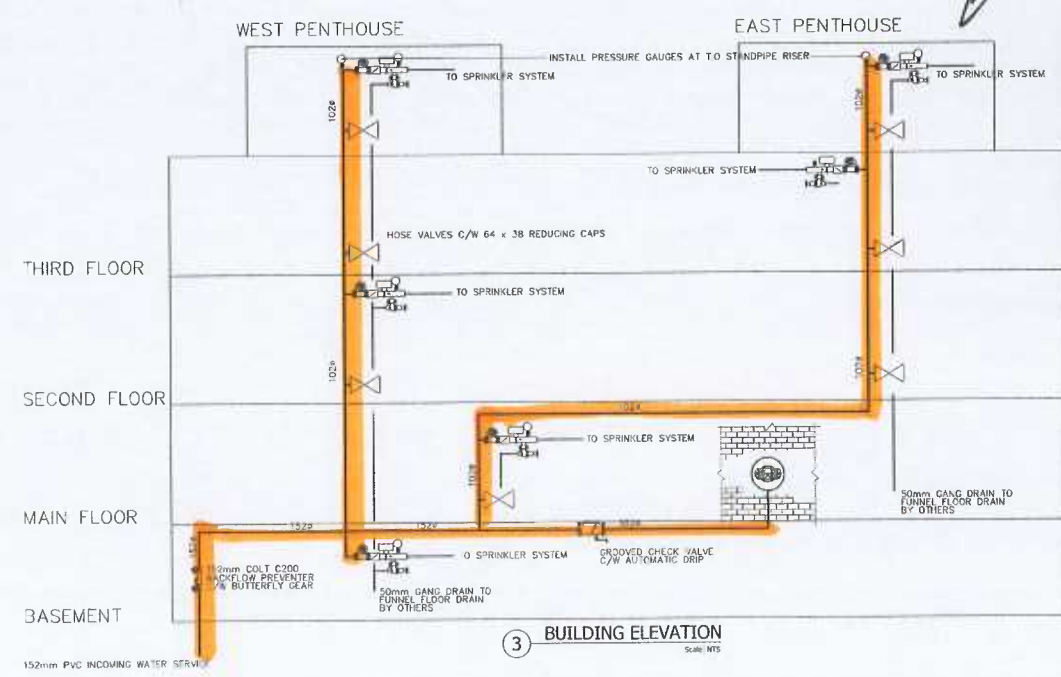 WEST PENTHOUSE
EAST PENTHOUSE
INSTALL PRESSURE GAUGES AT T.O STANDPIPE RISER
TO SPRINKLER SYSTEM
TO SPRINKLER SYSTEM
102ø
102ø
TO SPRINKLER SYSTEM
HOSE VALVES C/W 64 x 38 REDUCING CAPS
THIRD FLOOR
TO SPRINKLER SYSTEM
102ø
102ø
SECOND FLOOR
102ø
TO SPRINKLER SYSTEM
102ø
50mm GANG DRAIN TO
FUNNEL FLOOR DRAIN
BY OTHERS
MAIN FLOOR
152ø
152ø
102ø
152ø
O SPRINKLER SYSTEM
GROOVED CHECK VALVE
C/W AUTOMATIC DRIP
152mm COLT C200
BACKFLOW PREVENTER
BUTTERFLY GEAR
50mm GANG DRAIN TO
FUNNEL FLOOR DRAIN
BY OTHERS
BASEMENT
3 BUILDING ELEVATION
Scale: NTS
152mm PVC INCOMING WATER SERVICE